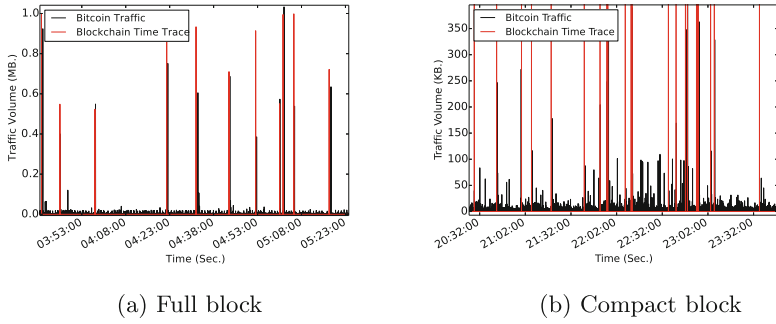 Bitcoin Traffic
Blockchain Time Trace
Traffic Volume (MB.)
1.0
0.8
0.6
0.4
0.2
0.0
03:53:00
04:08:00
04:23:00
04:38:00
04:53:00
05:08:00
05:23:00
Time (Sec.)
(a) Full block
Bitcoin Traffic
Blockchain Time Trace
Traffic Volume (KB.)
350
300
250
200
150
100
50
0
20:32:00
21:02:00
21:32:00
22:02:00
22:32:00
23:02:00
23:32:00
Time (Sec.)
(b) Compact block